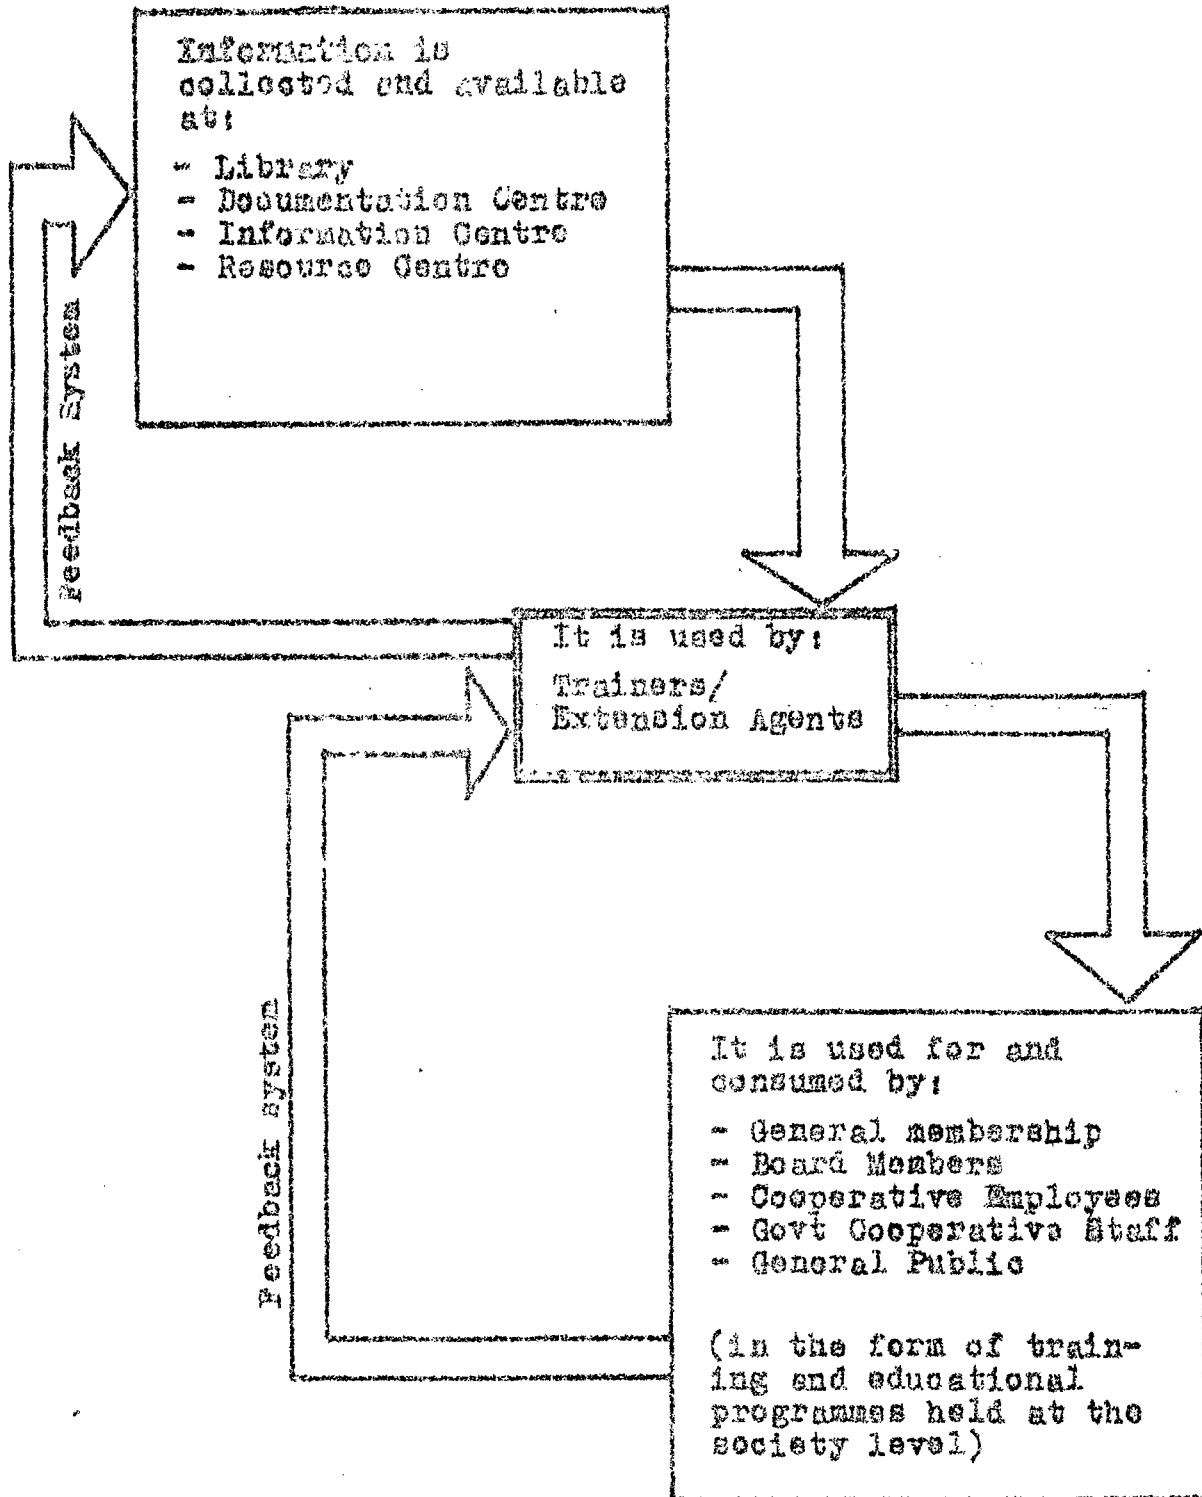 Information is
collected and available
at:
- Library
- Documentation Centre
- Information Centre
- Resource Centre
Feedback System
It is used by:
Trainers/
Extension Agents
Feedback system
It is used for and
consumed by:
- General membership
- Board Members
- Cooperative Employees
- Govt Cooperative Staff
- General Public
(in the form of train-
ing and educational
programmes held at the
society level)